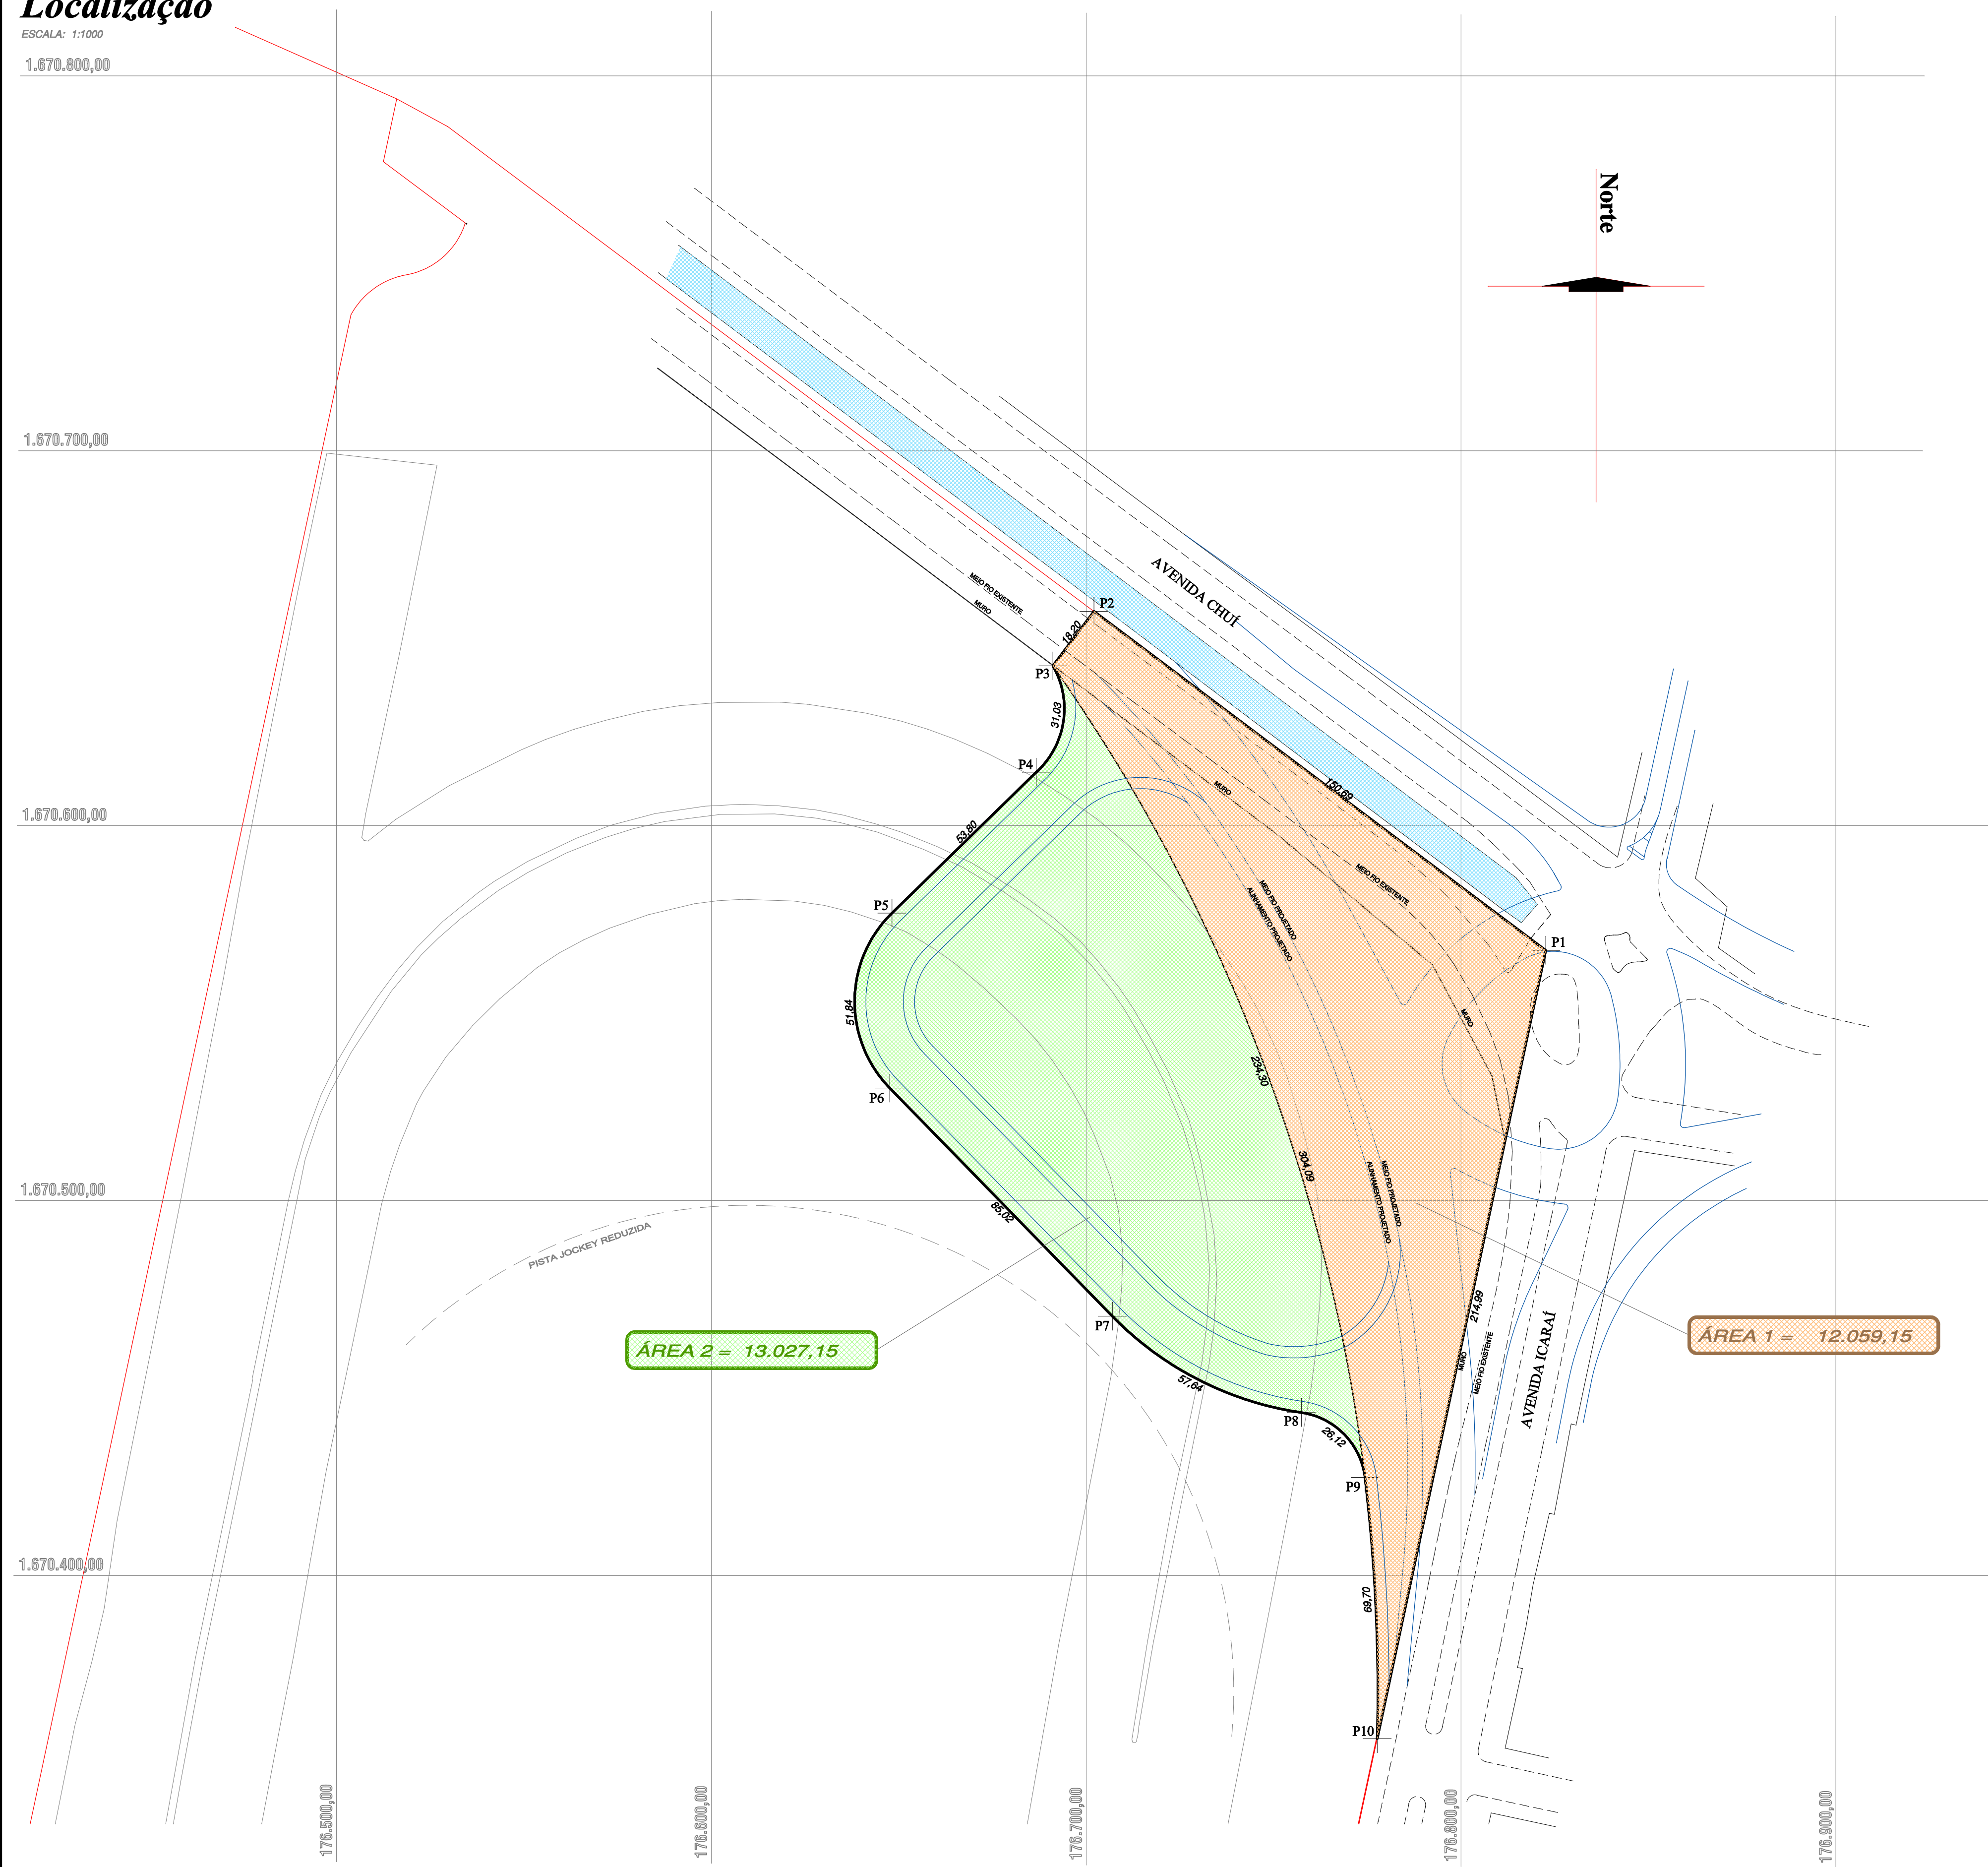 Localização
ESCALA: 1:1000
1.670.800,00
Norte
1.670.700,00
AVENIDA CHUÍ
MEIO FIO EXISTENTE
MURO
P2
18,20
P3
31,03
P4
150,69
MURO
1.670.600,00
53,80
MEIO FIO EXISTENTE
MEIO FIO PROJETADO
ALINHAMENTO PROJETADO
P5
P1
51,84
MURO
234,30
P6
304,09
MEIO FIO PROJETADO
ALINHAMENTO PROJETADO
1.670.500,00
85,02
PISTA JOCKEY REDUZIDA
214,99
P7
ÁREA 2 = 13.027,15
ÁREA 1 = 12.059,15
MURO
MEIO FIO EXISTENTE
AVENIDA ICARAÍ
57,64
P8
26,12
P9
1.670.400,00
69,70
P10
176.500,00
176.600,00
176.700,00
176.800,00
176.900,00